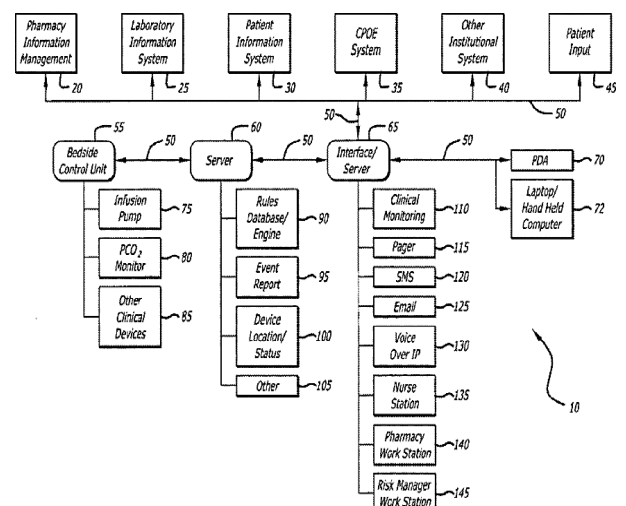 Pharmacy
Information
Management
20
Laboratory
Information
System
25
Patient
Information
System
30
CPOE
System
35
Other
Institutional
System
40
Patient
Input
45
50
50
55
Bedside
Control Unit
50
60
Server
50
65
Interface/
Server
50
PDA
70
Laptop/
Hand Held
Computer
72
Infusion
Pump
75
PCO2
Monitor
80
Other
Clinical
Devices
85
Rules
Database/
Engine
90
Event
Report
95
Device
Location/
Status
100
Other
105
Clinical
Monitoring
110
Pager
115
SMS
120
Email
125
Voice
Over IP
130
Nurse
Station
135
Pharmacy
Work Station
140
Risk Manager
Work Station
145
10